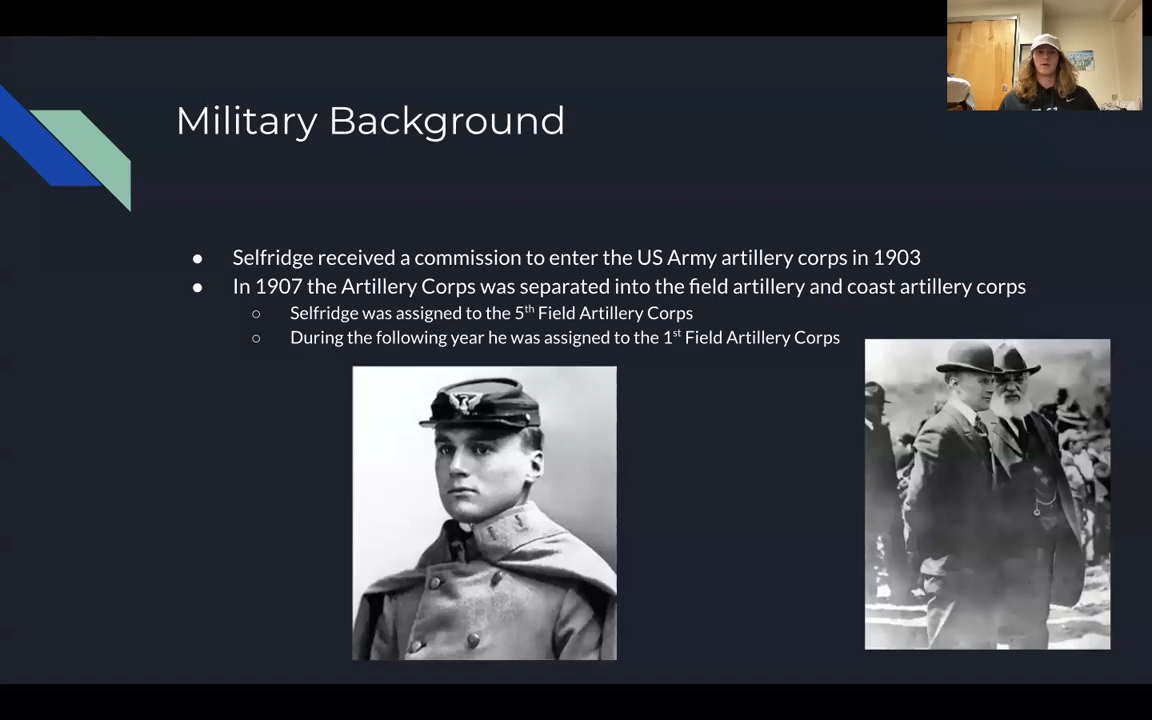 Military Background
● Selfridge received a commission to enter the US Army artillery corps in 1903
● In 1907 the Artillery Corps was separated into the field artillery and coast artillery corps
○ Selfridge was assigned to the 5th Field Artillery Corps
○ During the following year he was assigned to the 1st Field Artillery Corps